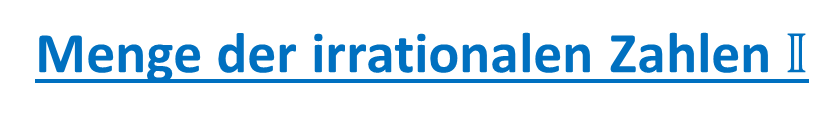 Menge der irrationalen Zahlen 𝕀